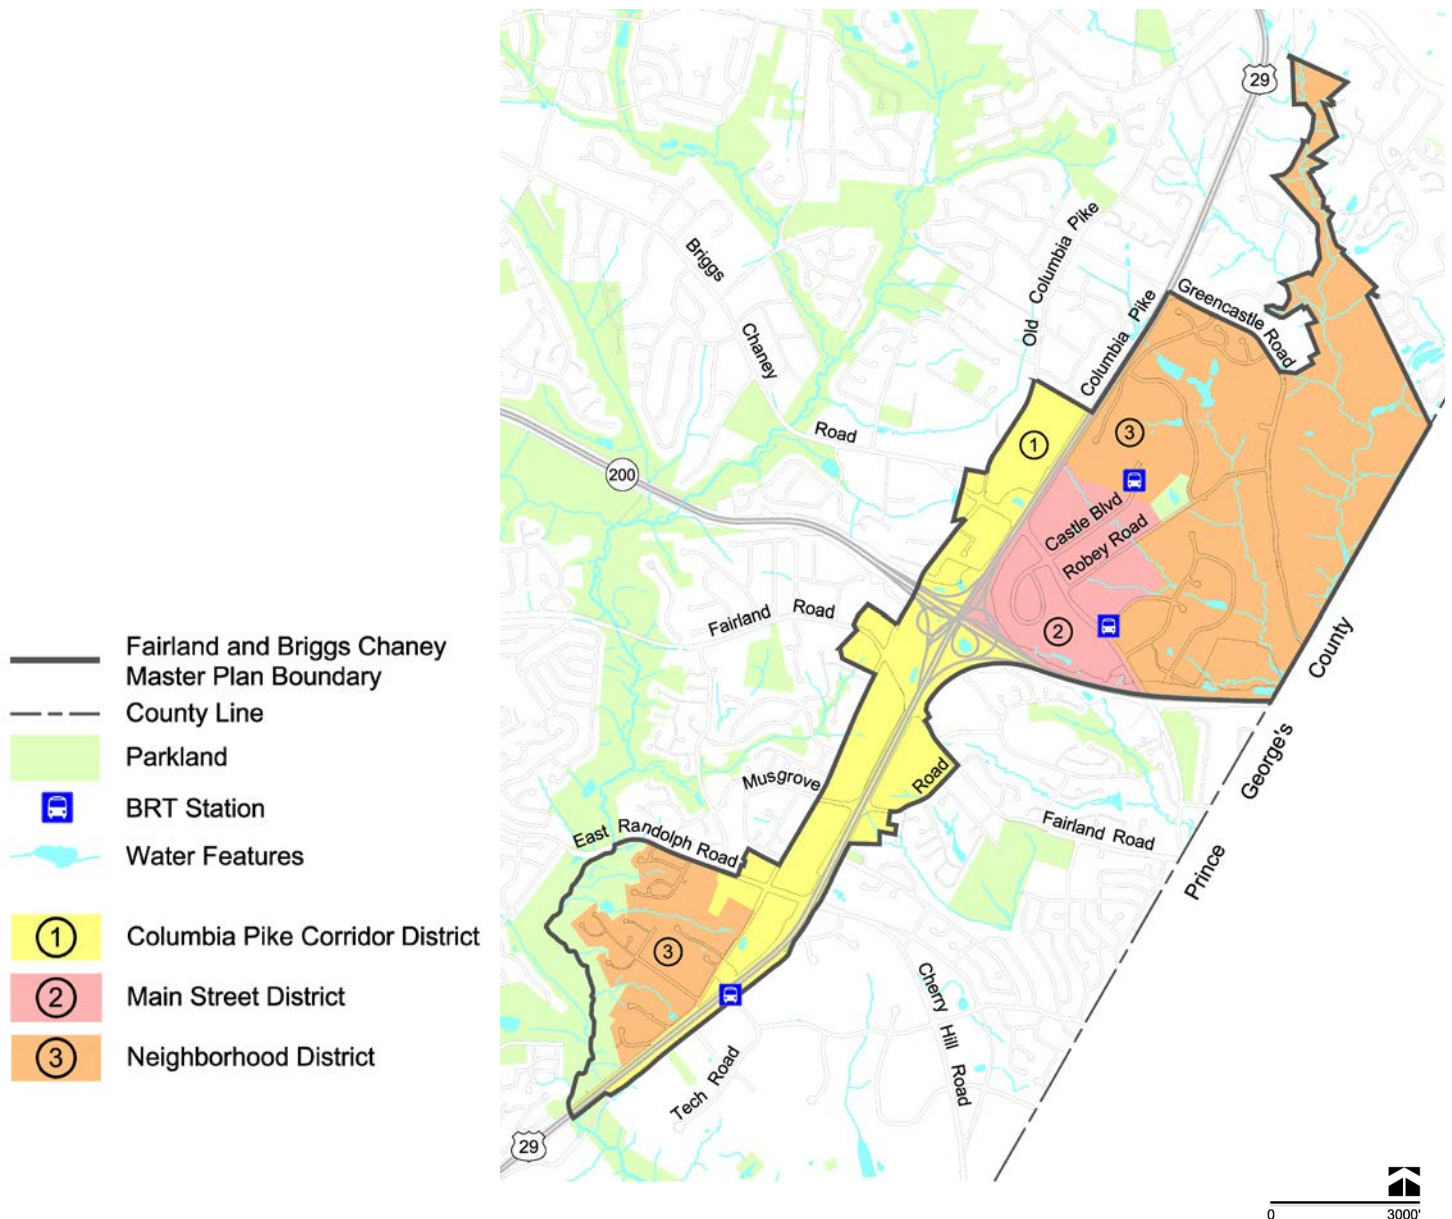 29
Briggs
Chaney
Road
Old Columbia Pike
Columbia Pike
Greencastle Road
1
3
200
Castle Blvd
Robey Road
Fairland Road
2
County
George's
Prince
Fairland and Briggs Chaney
Master Plan Boundary
County Line
Parkland
BRT Station
Water Features
1 Columbia Pike Corridor District
2 Main Street District
3 Neighborhood District
Musgrove
Road
Fairland Road
East Randolph Road
3
Cherry Hill Road
Tech Road
29
0 3000'